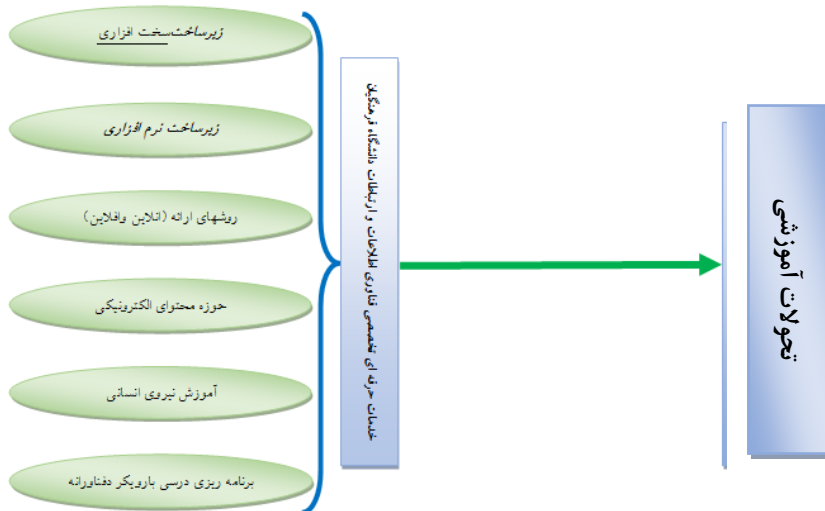 زیرساخت‌سخت افزاری
زیرساخت نرم افزاری
روشهای ارائه (انلاین وافلاین)
حوزه محتوای الکترونیکی
آموزش نیروی انسانی
برنامه ریزی درسی بارویکر دفناورانه
خدمات حرفه ای تخصصی فناوری اطلاعات و ارتباطات دانشگاه فرهنگیان
تحولات آموزشی